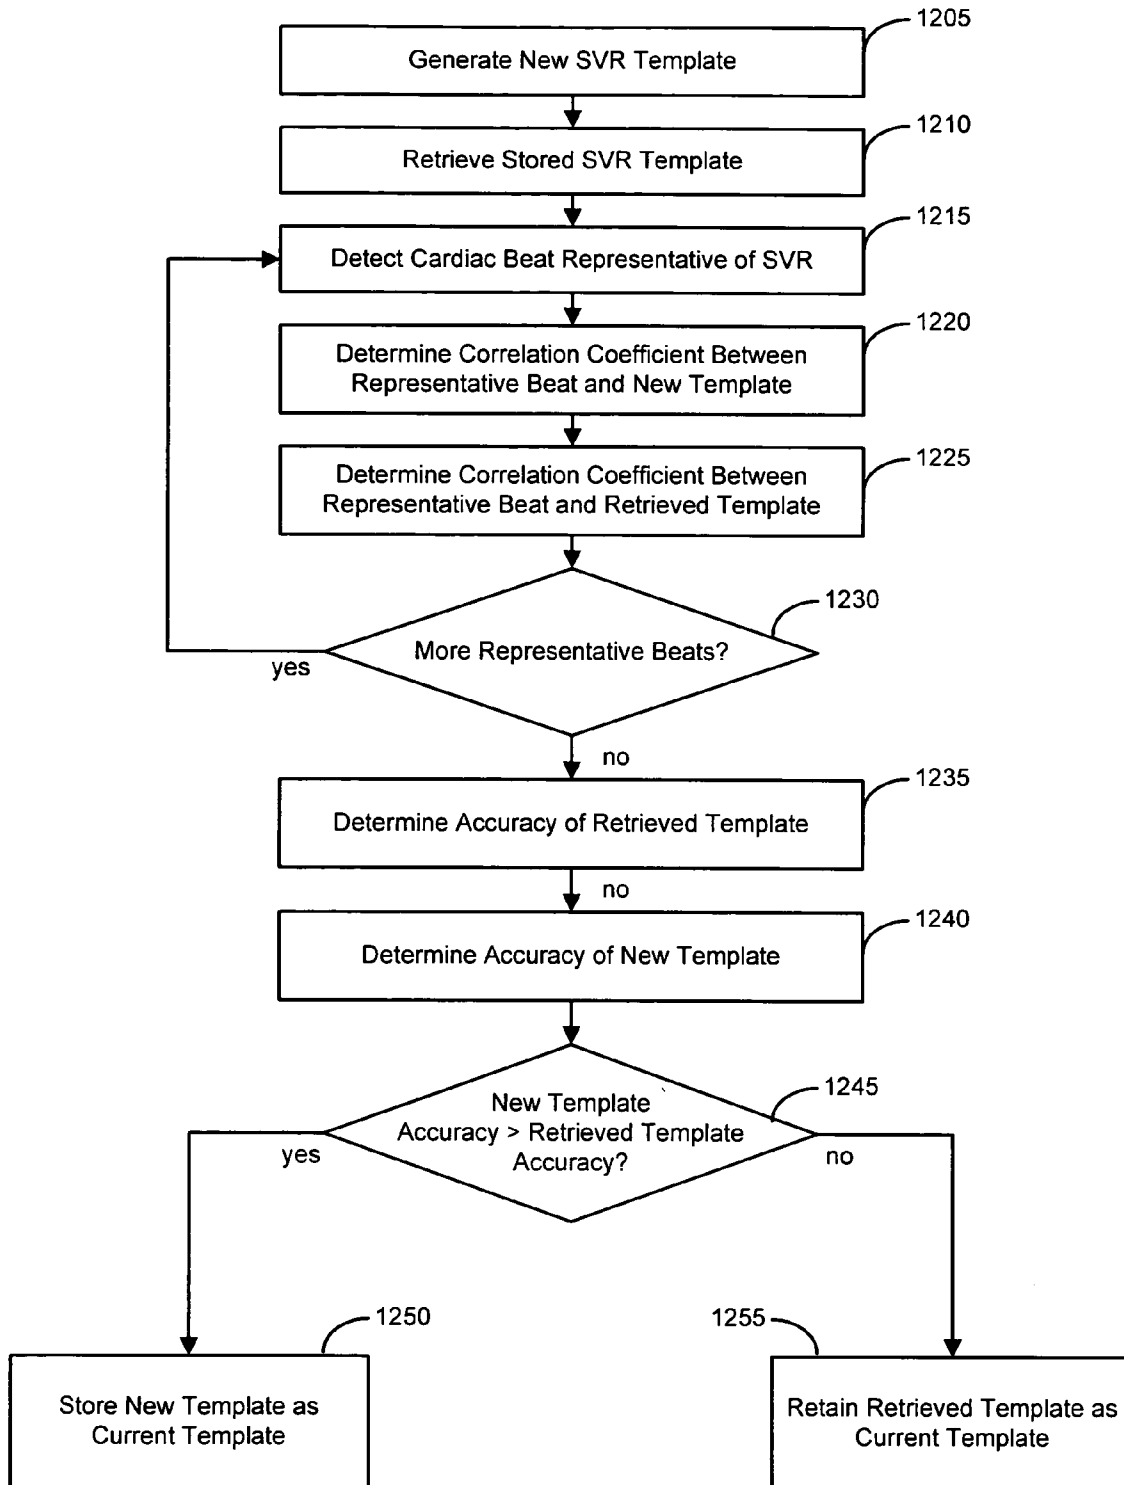 1205
Generate New SVR Template
1210
Retrieve Stored SVR Template
1215
Detect Cardiac Beat Representative of SVR
1220
Determine Correlation Coefficient Between
Representative Beat and New Template
1225
Determine Correlation Coefficient Between
Representative Beat and Retrieved Template
1230
More Representative Beats?
yes
no
1235
Determine Accuracy of Retrieved Template
no
1240
Determine Accuracy of New Template
1245
New Template
Accuracy > Retrieved Template
Accuracy?
yes
no
1250
1255
Store New Template as
Current Template
Retain Retrieved Template as
Current Template